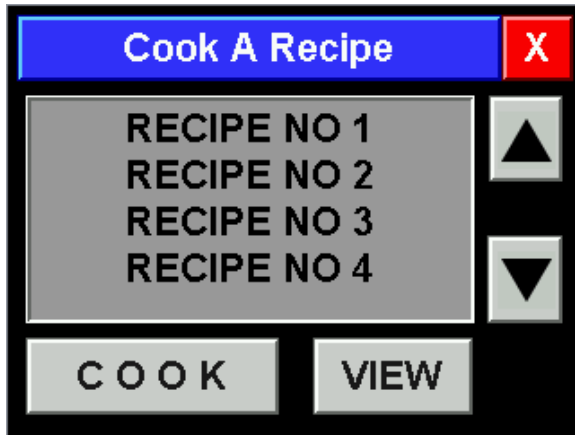 Cook A Recipe X
RECIPE NO 1
RECIPE NO 2
RECIPE NO 3
RECIPE NO 4
C O O K VIEW